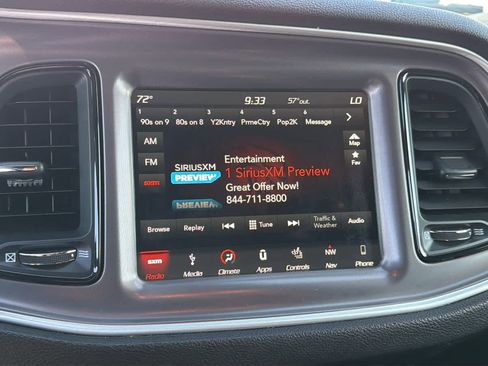 72° 9:33 57°out. LO
1 2 3 4 5 6
90s on 9 80s on 8 Y2Kntry PrmeCtry Pop2K Message
AM
Map
FM
Fav
sxm
SIRIUSXM
PREVIEW
Entertainment
1 SiriusXM Preview
Great Offer Now!
844-711-8800
Browse Replay Tune Traffic & Weather Audio
sxm NW
Radio Media Climate Apps Controls Nav Phone